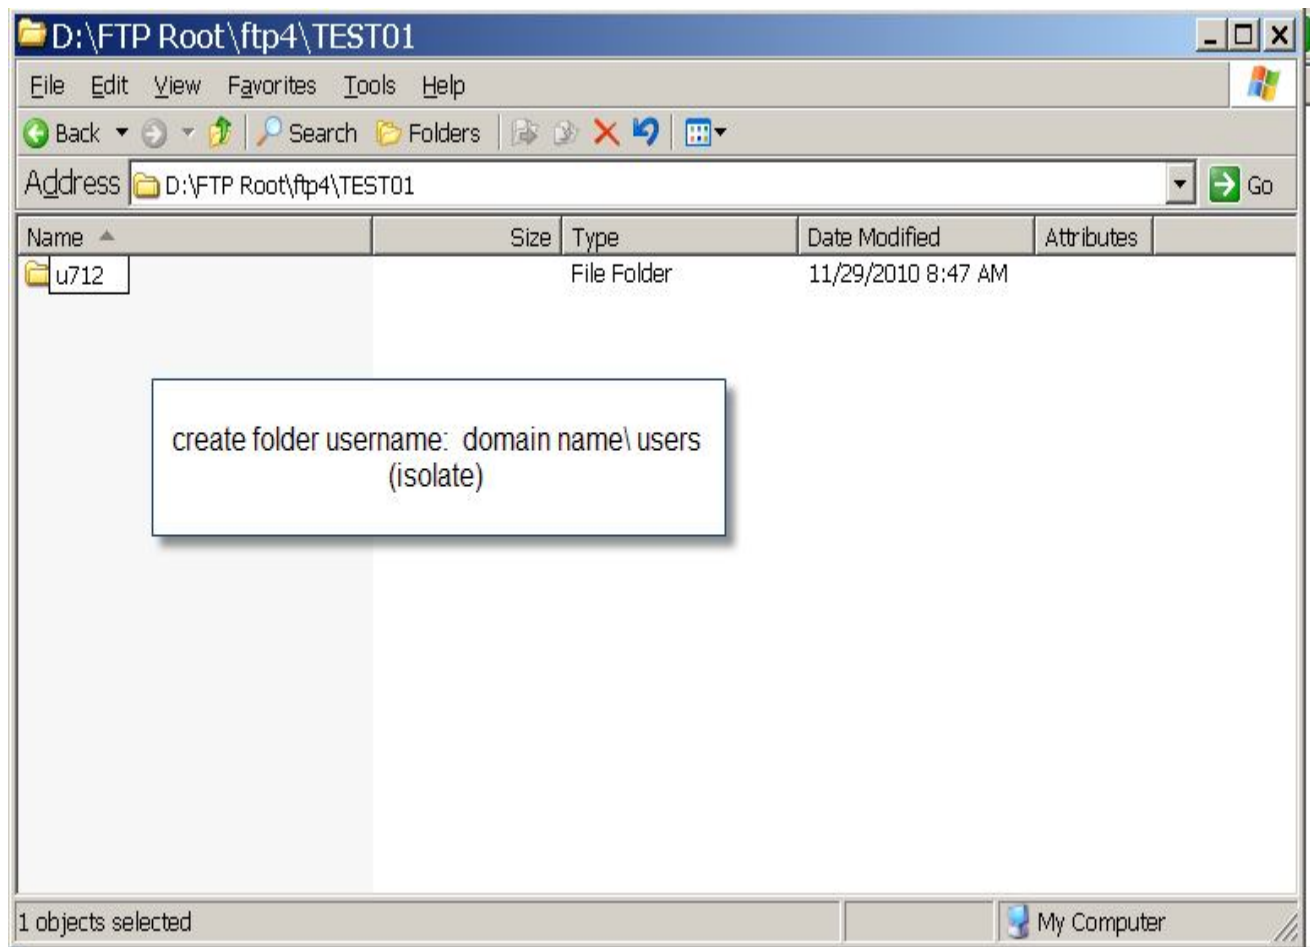 D:\FTP Root\ftp4\TEST01
File Edit View Favorites Tools Help
Back Search Folders
Address D:\FTP Root\ftp4\TEST01 Go
Name Size Type Date Modified Attributes
u712 File Folder 11/29/2010 8:47 AM
create folder username: domain name\ users
(isolate)
1 objects selected My Computer